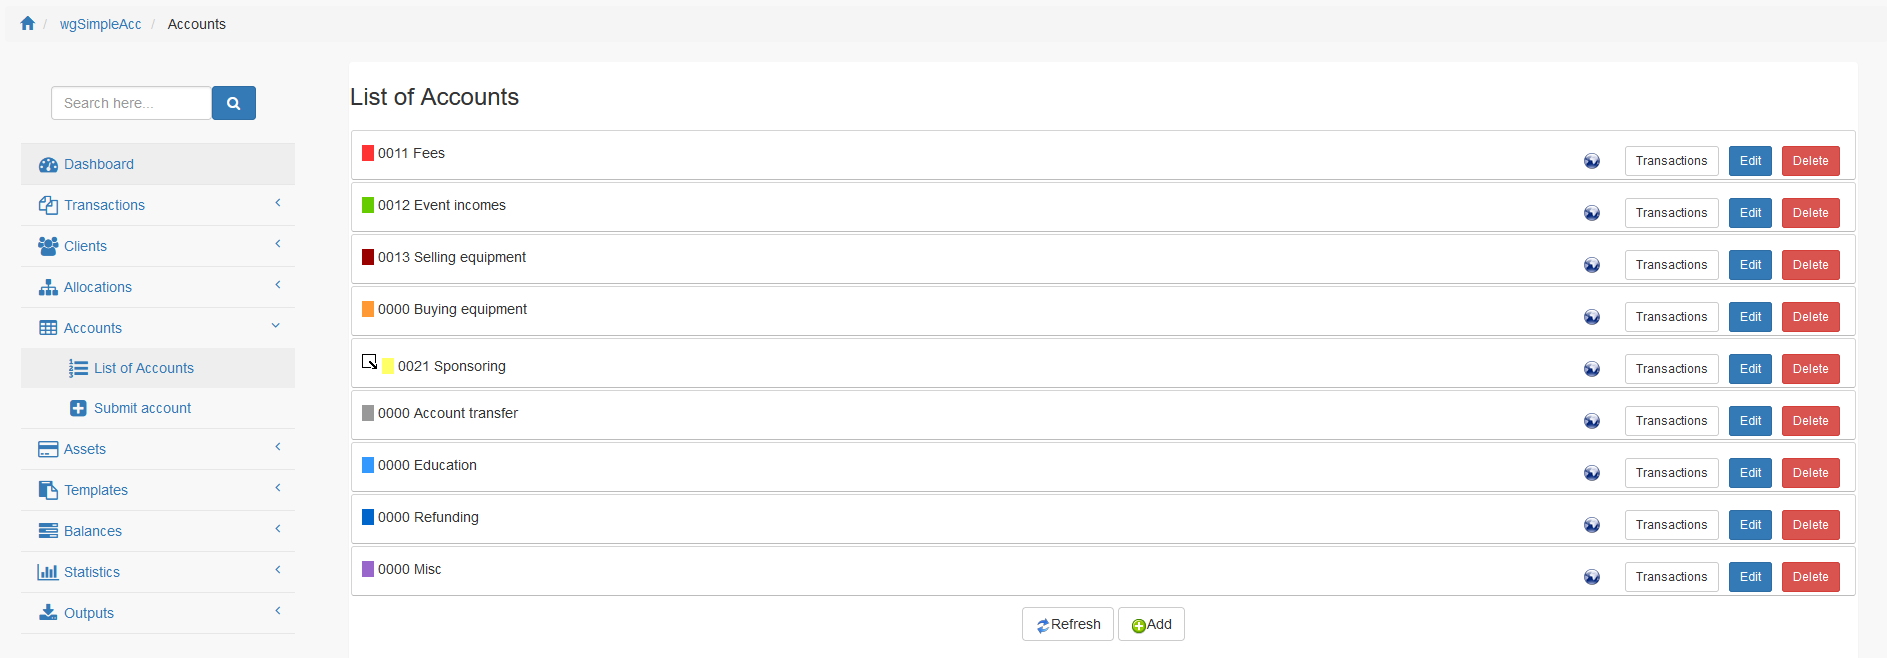 / wgSimpleAcc / Accounts
Search here...
Dashboard
Transactions
Clients
Allocations
Accounts
List of Accounts
Submit account
Assets
Templates
Balances
Statistics
Outputs
List of Accounts
0011 Fees Transactions Edit Delete
0012 Event incomes Transactions Edit Delete
0013 Selling equipment Transactions Edit Delete
0000 Buying equipment Transactions Edit Delete
0021 Sponsoring Transactions Edit Delete
0000 Account transfer Transactions Edit Delete
0000 Education Transactions Edit Delete
0000 Refunding Transactions Edit Delete
0000 Misc Transactions Edit Delete
Refresh Add